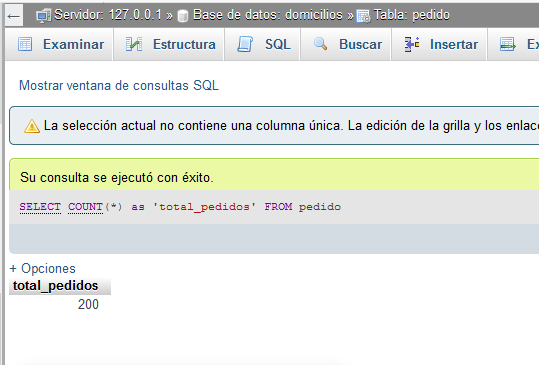 ← Servidor: 127.0.0.1 » Base de datos: domicilios » Tabla: pedido
Examinar Estructura SQL Buscar Insertar
Mostrar ventana de consultas SQL
La selección actual no contiene una columna única. La edición de la grilla y los
Su consulta se ejecutó con éxito.
SELECT COUNT(*) as 'total_pedidos' FROM pedido
+ Opciones
total_pedidos
200